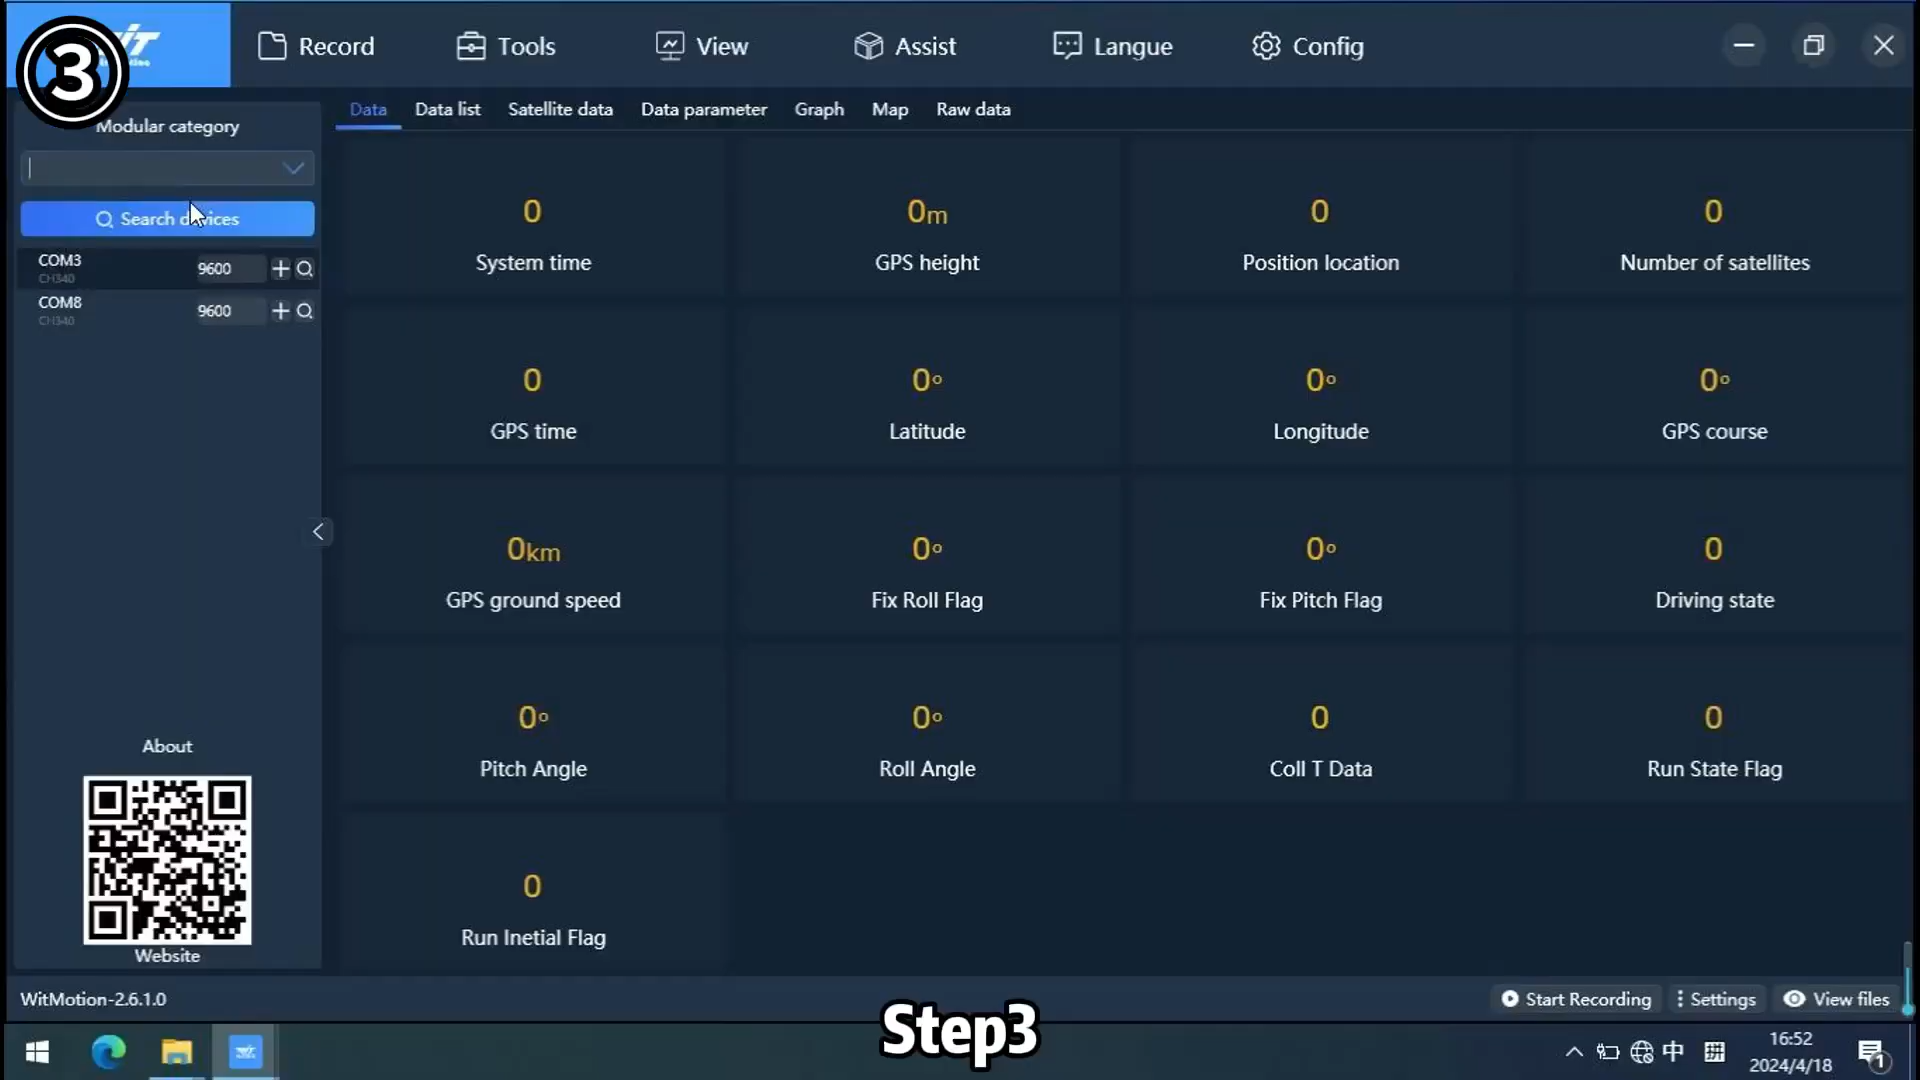 3
Record
Tools
View
Assist
Langue
Config
Modular category
Search devices
COM3
CH340
9600
COM8
CH340
9600
Data
Data list
Satellite data
Data parameter
Graph
Map
Raw data
0
System time
0m
GPS height
0
Position location
0
Number of satellites
0
GPS time
0°
Latitude
0°
Longitude
0°
GPS course
0km
GPS ground speed
0°
Fix Roll Flag
0°
Fix Pitch Flag
0
Driving state
0°
Pitch Angle
0°
Roll Angle
0
Coll T Data
0
Run State Flag
0
Run Inetial Flag
About
Website
WitMotion-2.6.1.0
Start Recording
Settings
View files
Step3
中
拼
16:52
2024/4/18
1